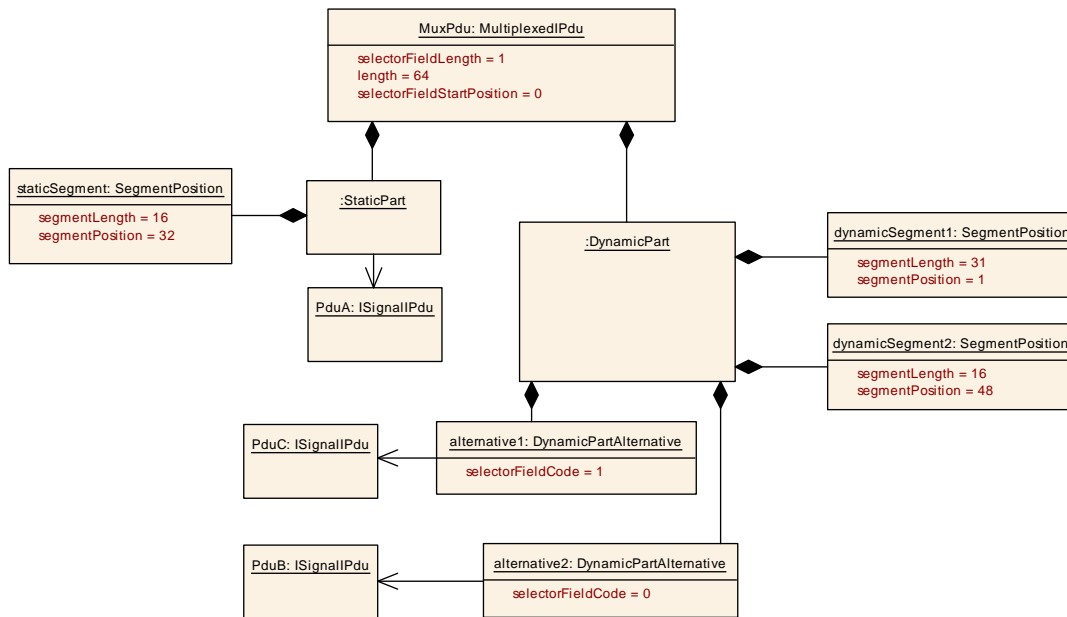 MuxPdu: MultiplexedIPdu
selectorFieldLength = 1
length = 64
selectorFieldStartPosition = 0
staticSegment: SegmentPosition
segmentLength = 16
segmentPosition = 32
:StaticPart
PduA: ISignalIPdu
:DynamicPart
dynamicSegment1: SegmentPosition
segmentLength = 31
segmentPosition = 1
dynamicSegment2: SegmentPosition
segmentLength = 16
segmentPosition = 48
PduC: ISignalIPdu
alternative1: DynamicPartAlternative
selectorFieldCode = 1
PduB: ISignalIPdu
alternative2: DynamicPartAlternative
selectorFieldCode = 0